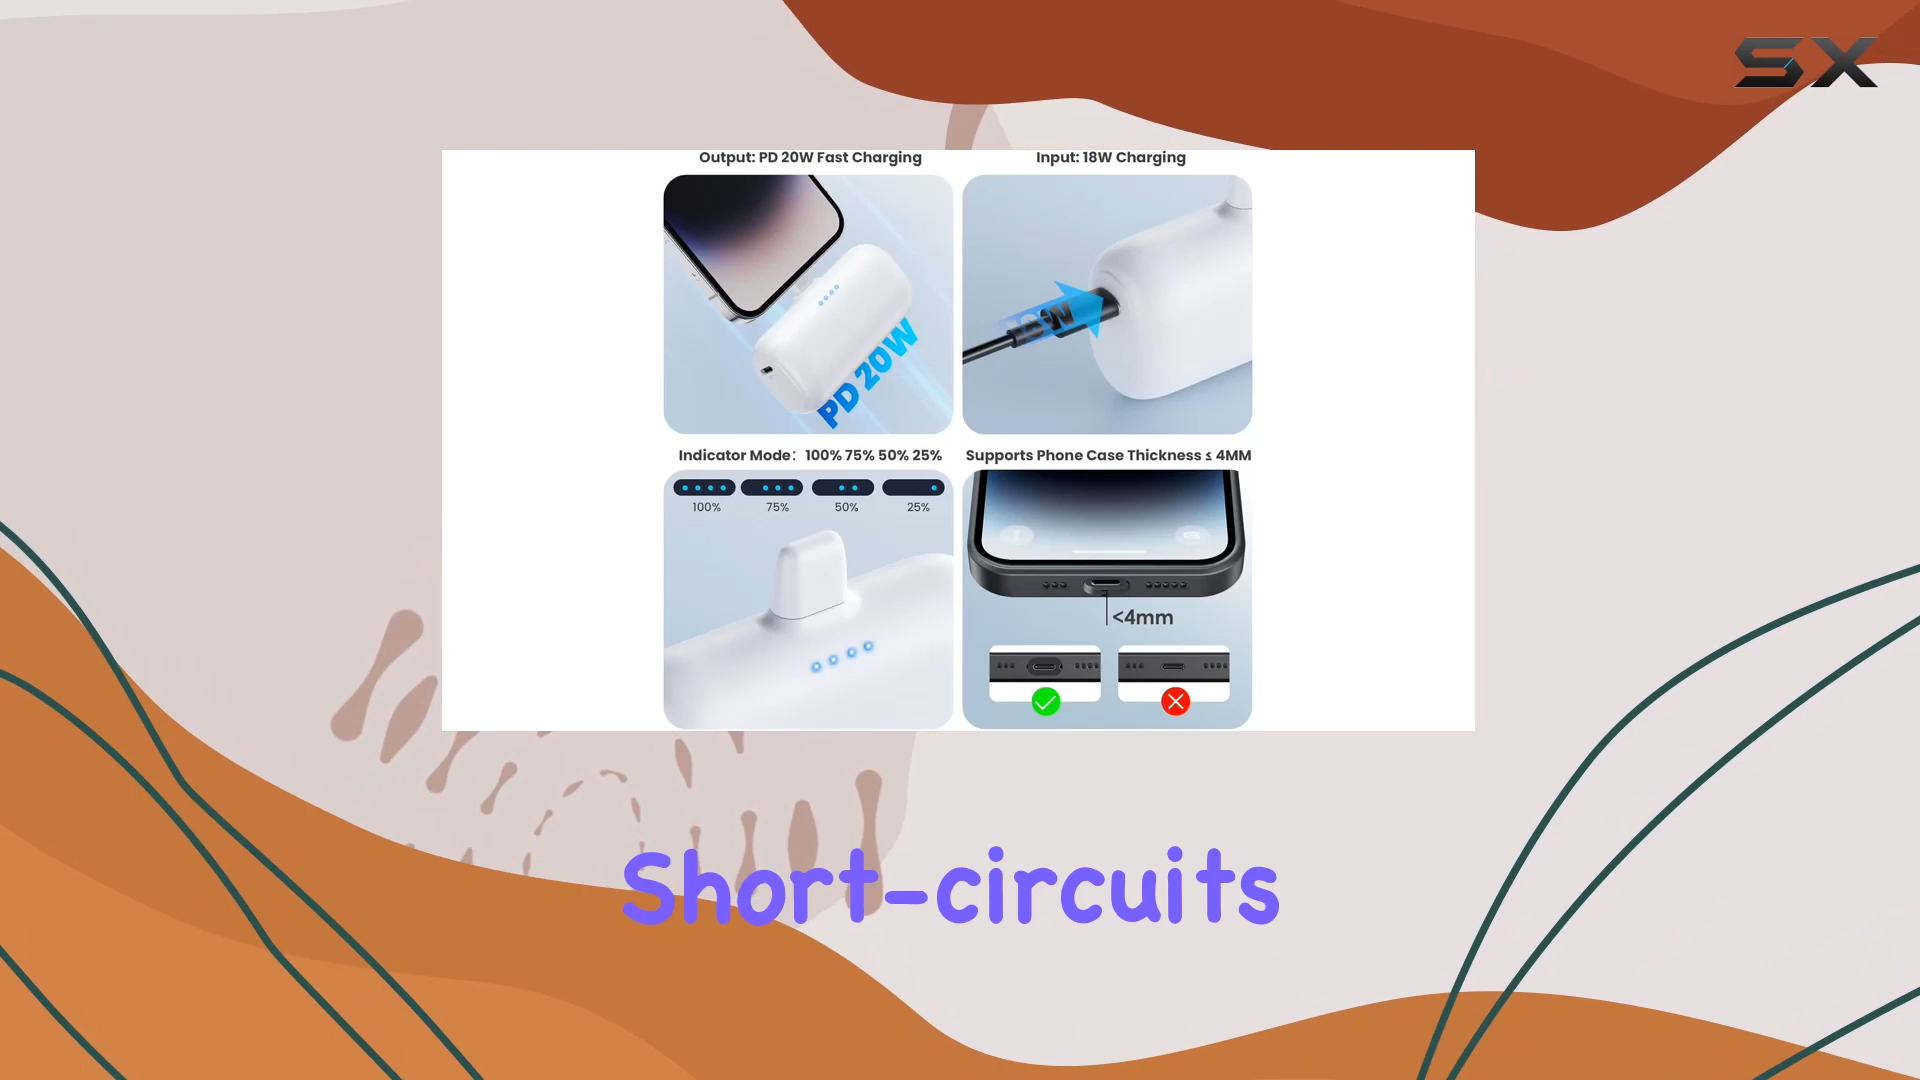 SX
Output: PD 20W Fast Charging
Input: 18W Charging
PD 20W
Indicator Mode: 100% 75% 50% 25%
Supports Phone Case Thickness ≤ 4MM
100% 75% 50% 25%
<4mm
Short-circuits